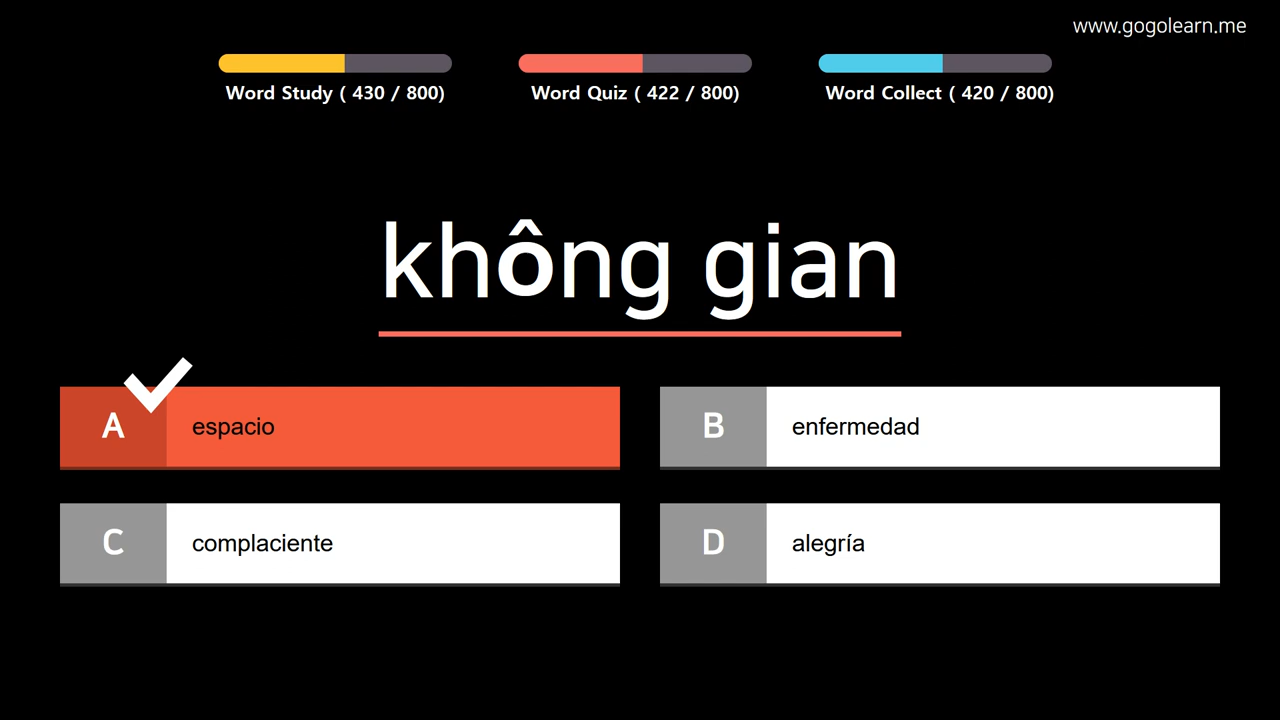 www.gogolearn.me
Word Study ( 430 / 800)
Word Quiz ( 422 / 800)
Word Collect ( 420 / 800)
không gian
A espacio
B enfermedad
C complaciente
D alegría